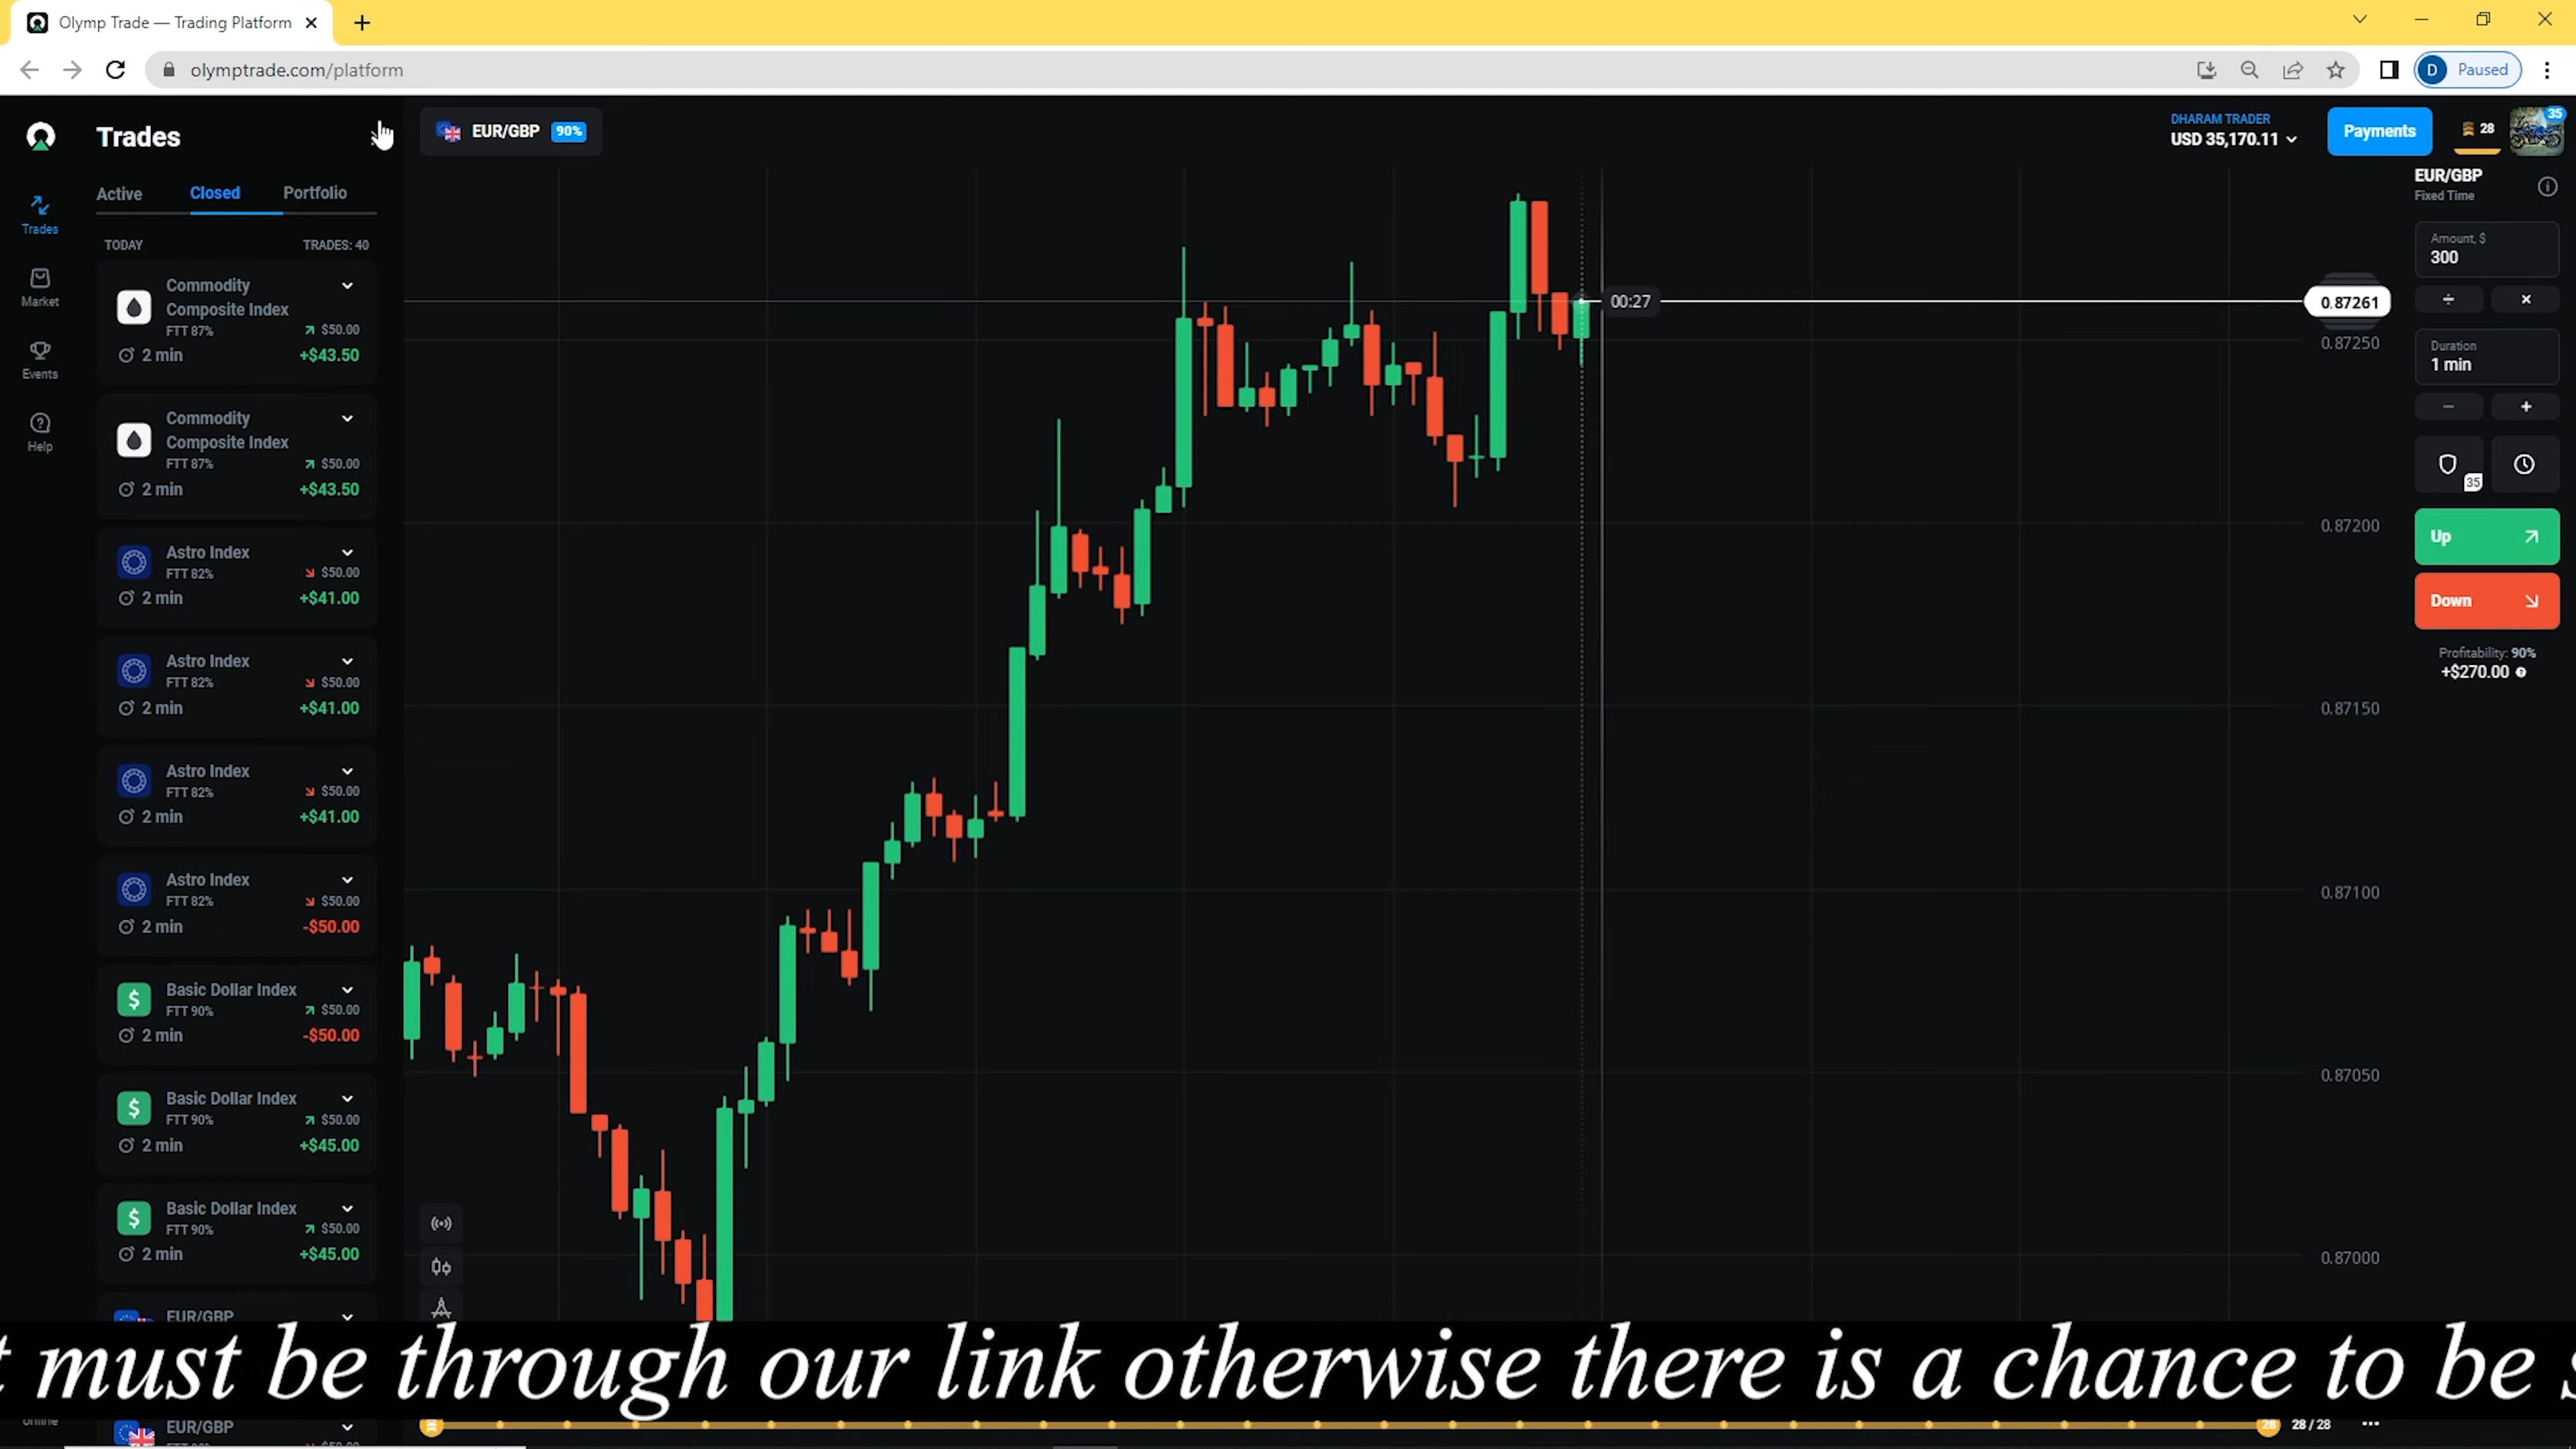 Olymp Trade — Trading Platform
olymptrade.com/platform
Paused
D
Trades
Active
Closed
Portfolio
TODAY
TRADES: 40
Trades
Market
Events
Help
Commodity
Composite Index
FTT 87%
$50.00
2 min
+$43.50
Commodity
Composite Index
FTT 87%
$50.00
2 min
+$43.50
Astro Index
FTT 82%
$50.00
2 min
+$41.00
Astro Index
FTT 82%
$50.00
2 min
+$41.00
Astro Index
FTT 82%
$50.00
2 min
+$41.00
Astro Index
FTT 82%
$50.00
2 min
-$50.00
Basic Dollar Index
FTT 90%
$50.00
2 min
-$50.00
Basic Dollar Index
FTT 90%
$50.00
2 min
+$45.00
Basic Dollar Index
FTT 90%
$50.00
2 min
+$45.00
EUR/GBP
EUR/GBP
EUR/GBP 90%
00:27
0.87261
0.87250
0.87200
0.87150
0.87100
0.87050
0.87000
DHARAM TRADER
USD 35,170.11
Payments
28
35
EUR/GBP
Fixed Time
Amount, $
300
Duration
1 min
35
Up
Down
Profitability: 90%
+$270.00
must be through our link otherwise there is a chance to be
online
28
28 / 28